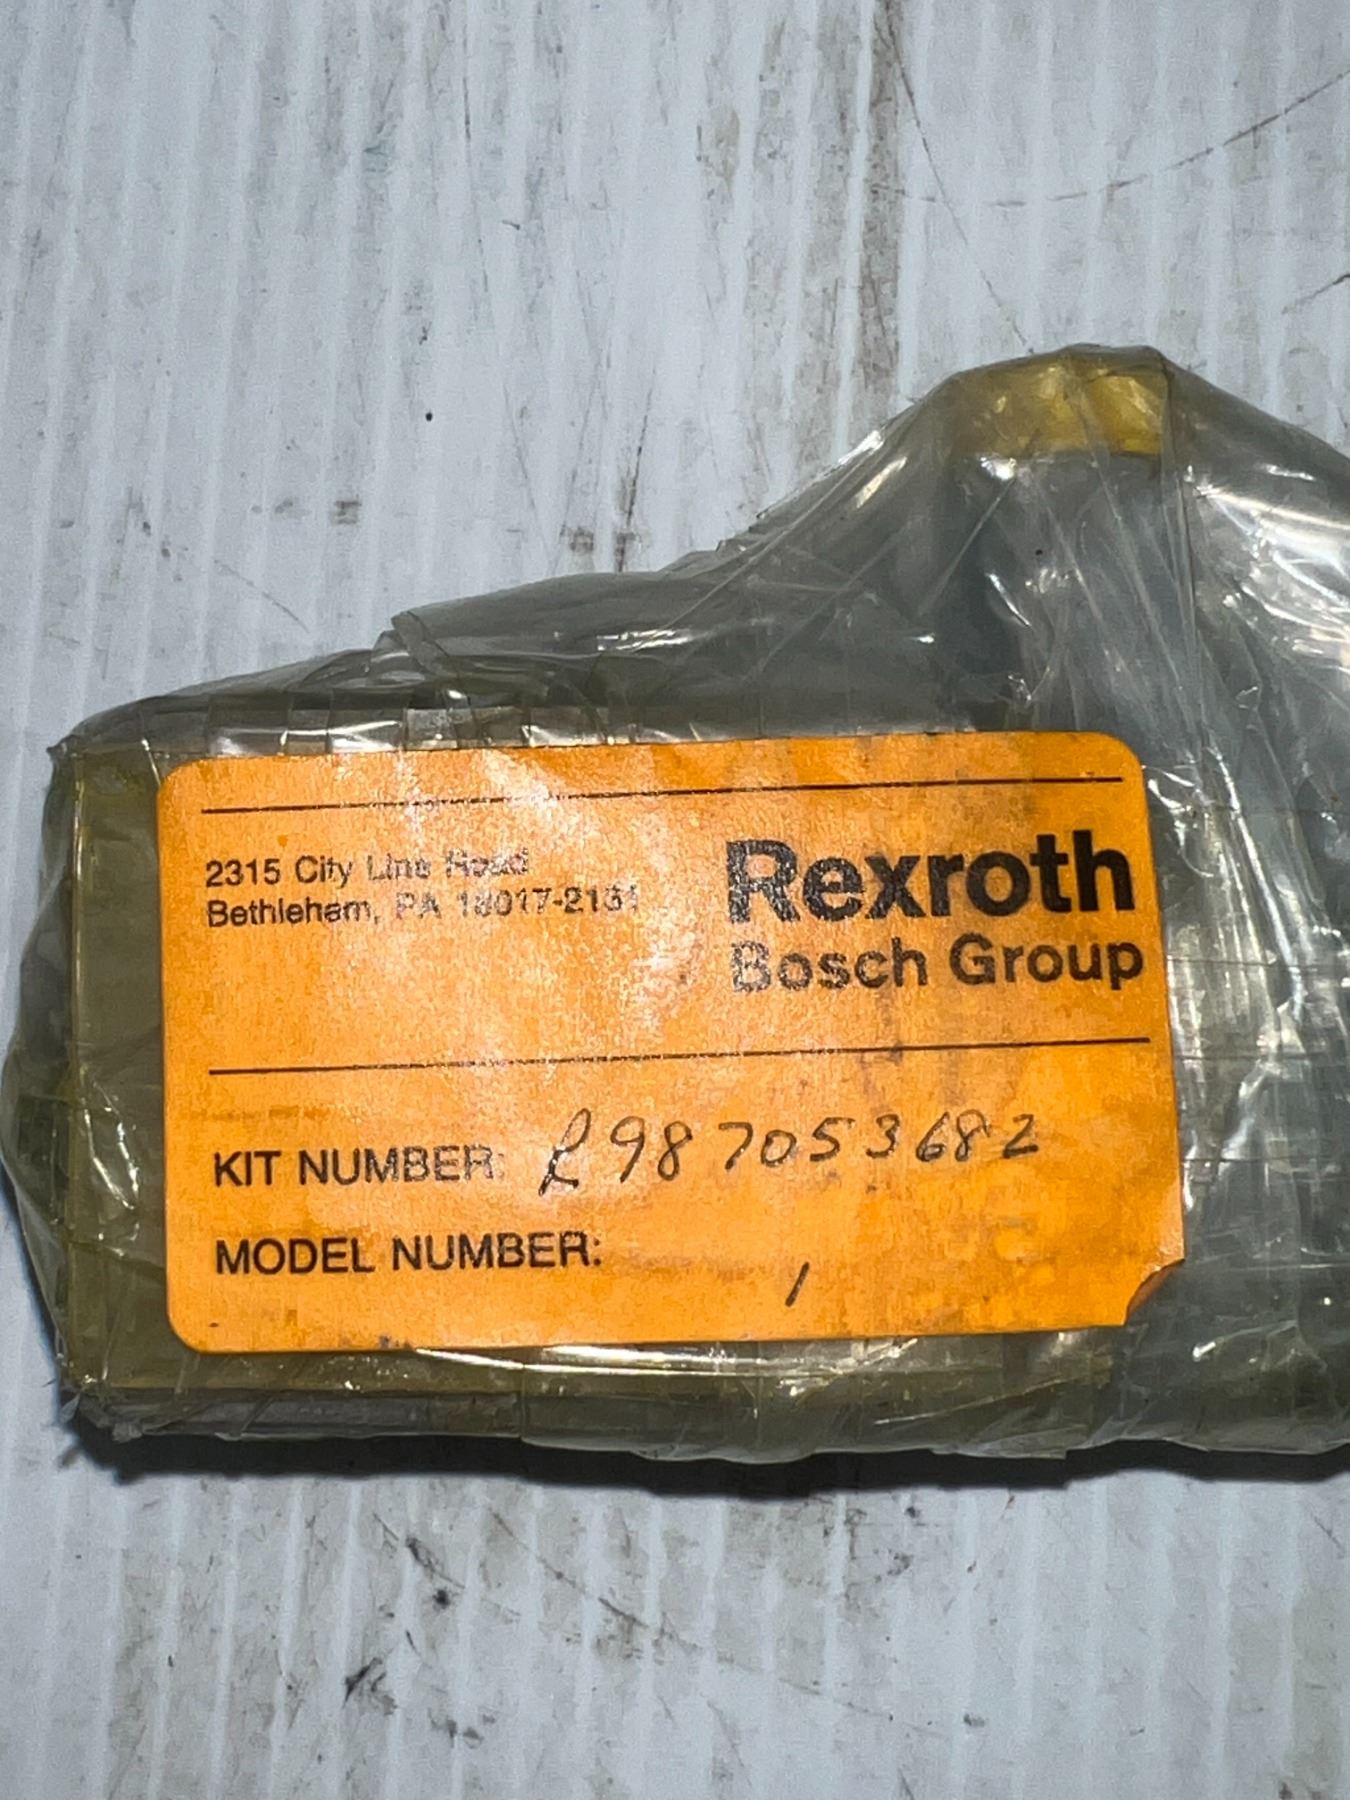 2315 City Line Road
Bethlehem, PA 18017-2131
Rexroth
Bosch Group
KIT NUMBER: R987053682
MODEL NUMBER:
1